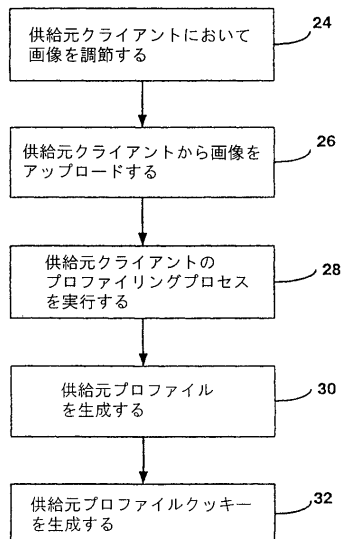 供給元クライアントにおいて
画像を調節する
24
供給元クライアントから画像を
アップロードする
26
供給元クライアントの
プロファイリングプロセス
を実行する
28
供給元プロファイル
を生成する
30
供給元プロファイルクッキー
を生成する
32